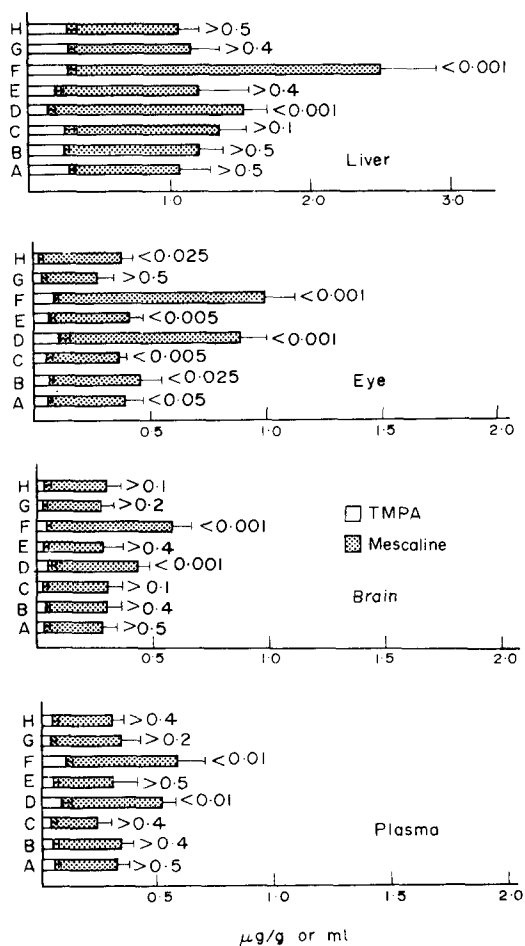 H >0·5
G >0·4
F <0·001
E >0·4
D <0·001
C >0·1
B >0·5
A >0·5
Liver
1·0 2·0 3·0
H <0·025
G >0·5
F <0·001
E <0·005
D <0·001
C <0·005
B <0·025
A <0·05
Eye
0·5 1·0 1·5 2·0
H >0·1
G >0·2
F <0·001
E >0·4
D <0·001
C >0·1
B >0·4
A >0·5
TMPA
Mescaline
Brain
0·5 1·0 1·5 2·0
H >0·4
G >0·2
F <0·01
E >0·5
D <0·01
C >0·4
B >0·4
A >0·5
Plasma
0·5 1·0 1·5 2·0
μg/g or ml